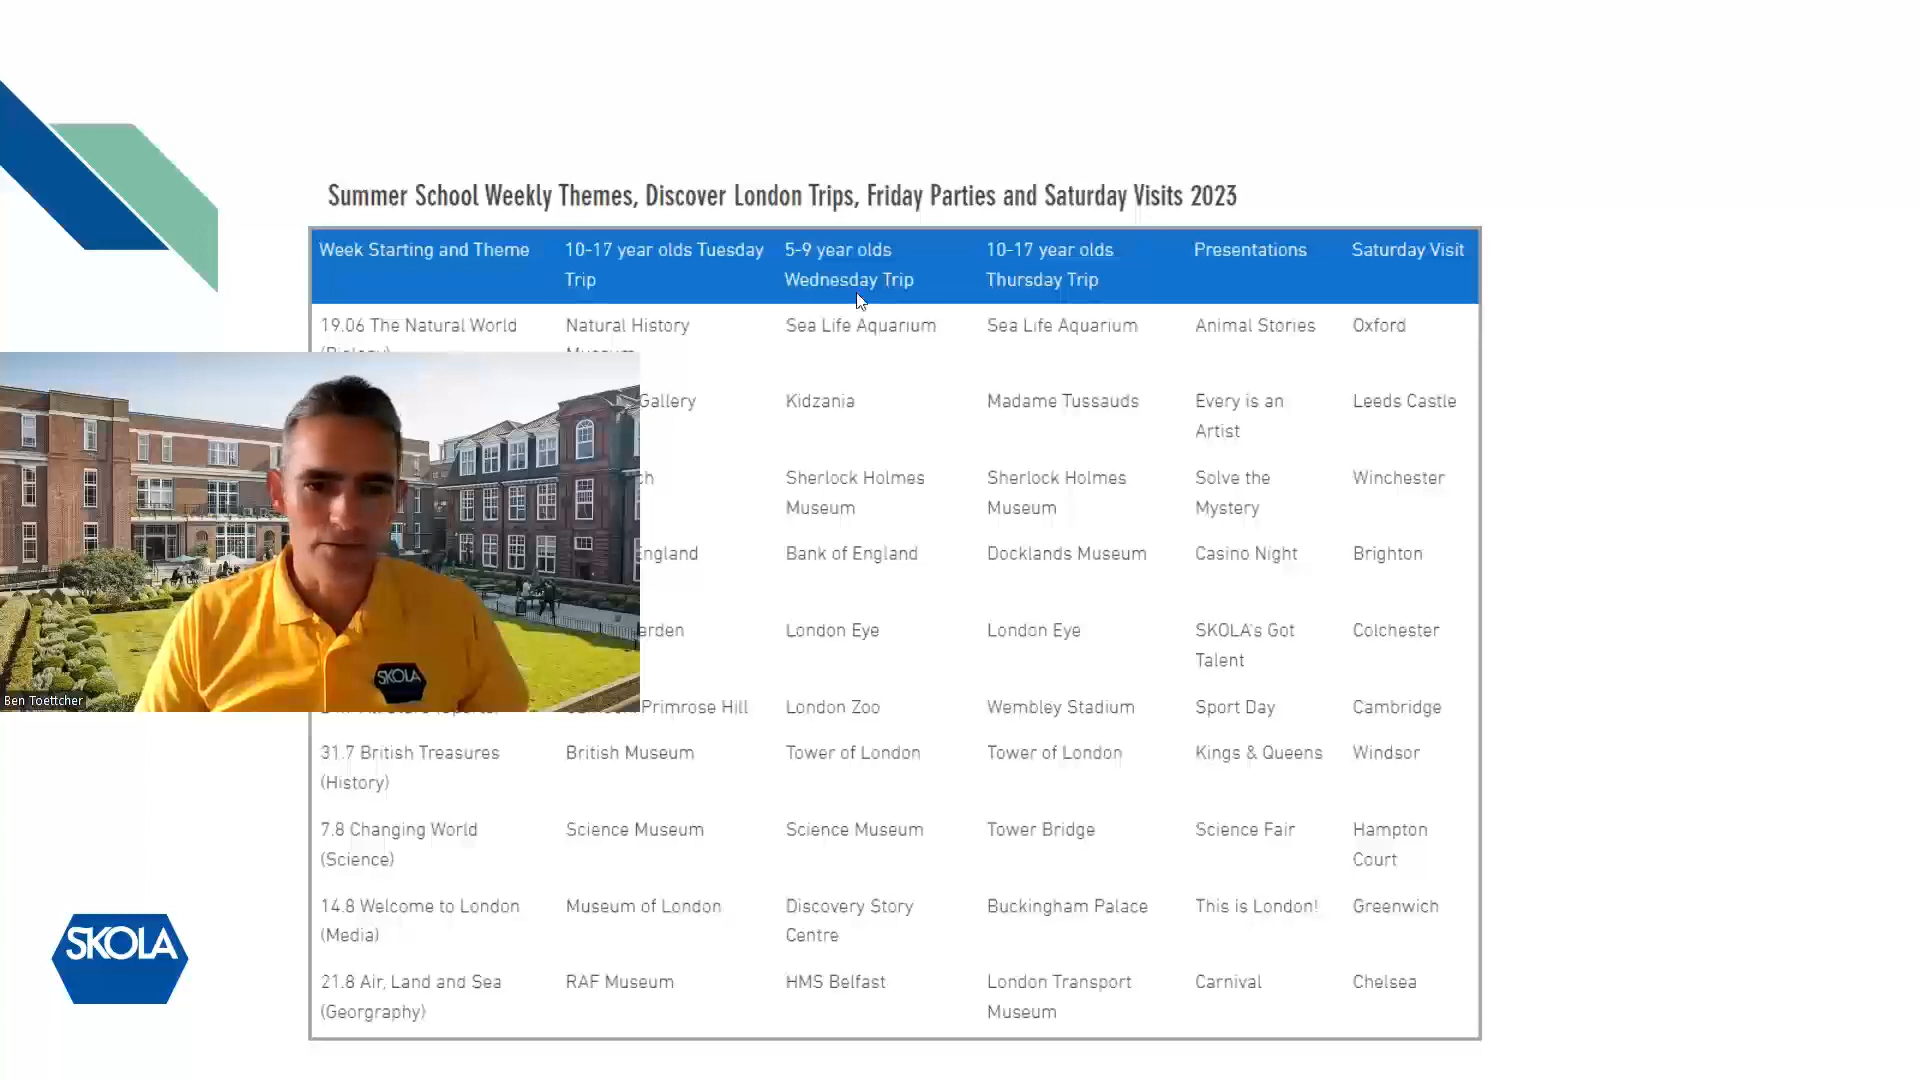 Summer School Weekly Themes, Discover London Trips, Friday Parties and Saturday Visits 2023
Week Starting and Theme 10-17 year olds Tuesday 5-9 year olds 10-17 year olds Presentations Saturday Visit
Trip Wednesday Trip Thursday Trip
19.06 The Natural World Natural History Sea Life Aquarium Sea Life Aquarium Animal Stories Oxford
Gallery Kidzania Madame Tussauds Every is an Leeds Castle
Artist
Sherlock Holmes Sherlock Holmes Solve the Winchester
Museum Museum Mystery
Bank of England Docklands Museum Casino Night Brighton
London Eye London Eye SKOLA's Got Colchester
Talent
Ben Toettcher
SKOLA
Primrose Hill London Zoo Wembley Stadium Sport Day Cambridge
31.7 British Treasures British Museum Tower of London Tower of London Kings & Queens Windsor
(History)
7.8 Changing World Science Museum Science Museum Tower Bridge Science Fair Hampton
(Science) Court
14.8 Welcome to London Museum of London Discovery Story Buckingham Palace This is London! Greenwich
(Media) Centre
21.8 Air, Land and Sea RAF Museum HMS Belfast London Transport Carnival Chelsea
(Georgraphy) Museum
SKOLA